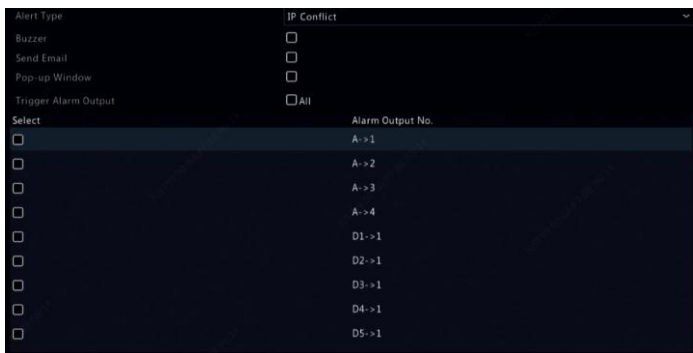 Alert Type IP Conflict
Buzzer
Send Email
Pop-up Window
Trigger Alarm Output All
Select Alarm Output No.
A->1
A->2
A->3
A->4
D1->1
D2->1
D3->1
D4->1
D5->1